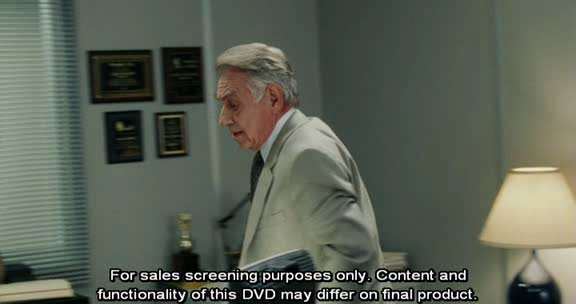 For sales screening purposes only. Content and
functionality of this DVD may differ on final product.